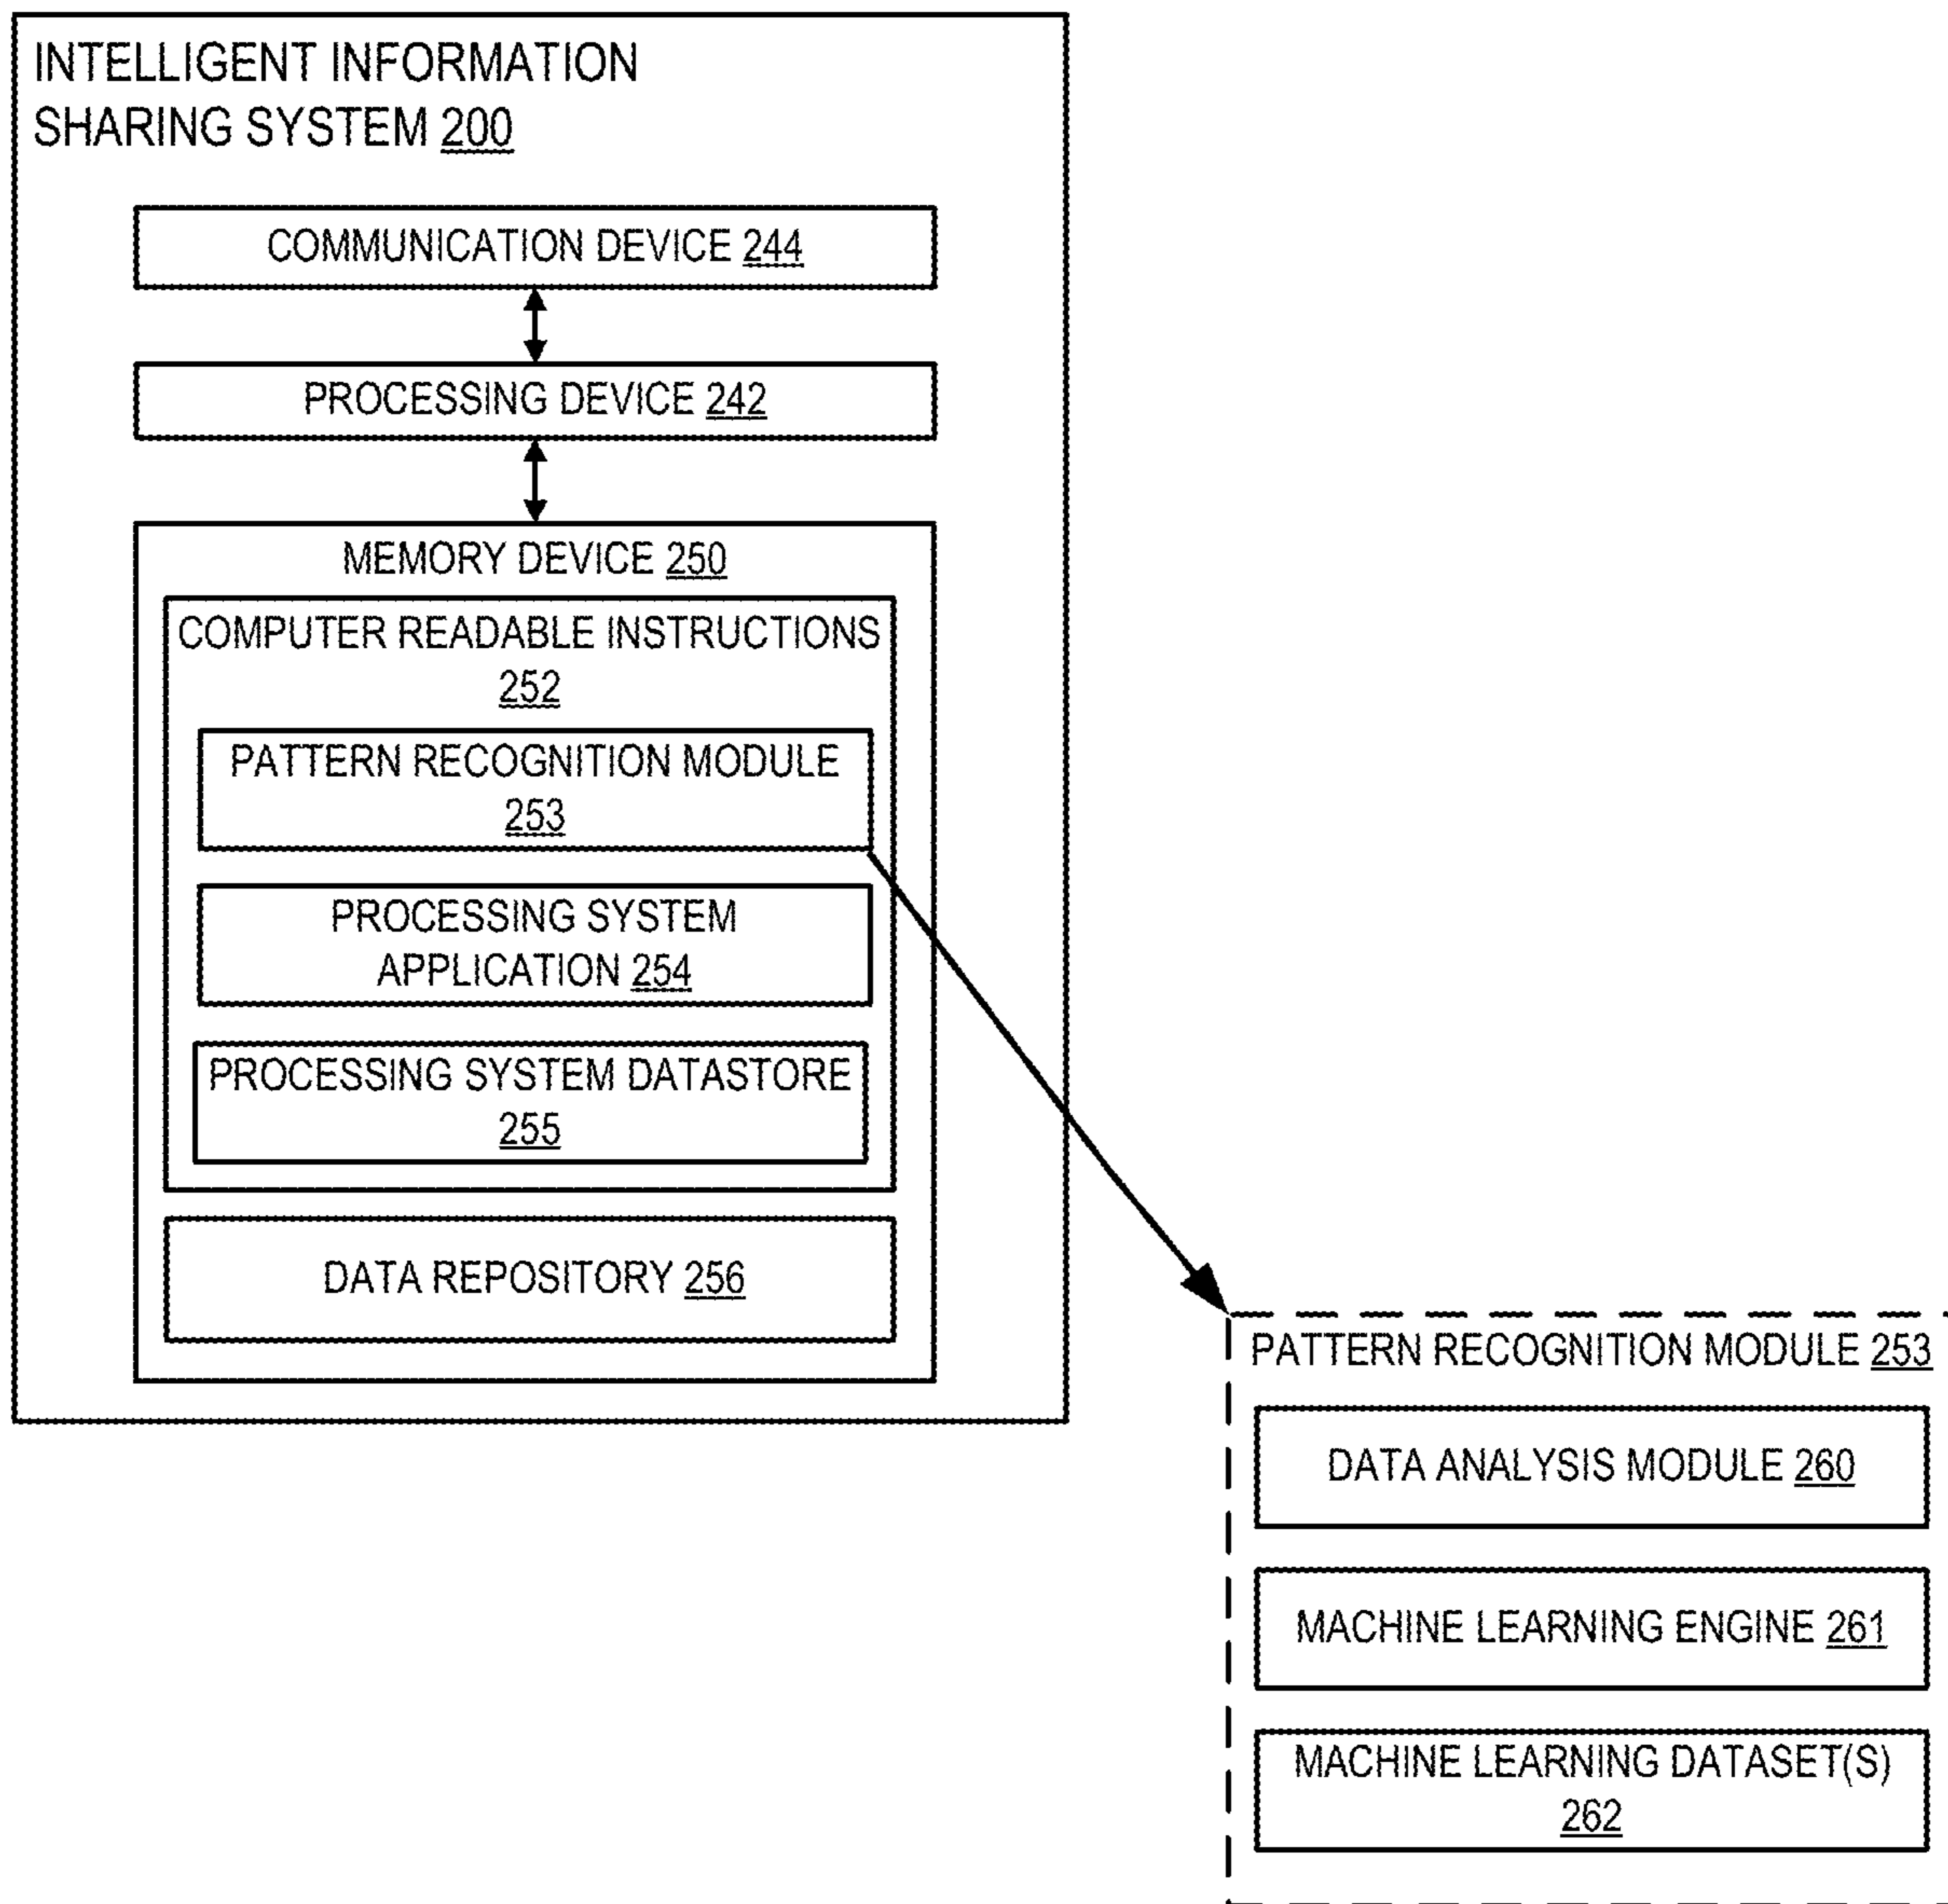 INTELLIGENT INFORMATION
SHARING SYSTEM 200
COMMUNICATION DEVICE 244
PROCESSING DEVICE 242
MEMORY DEVICE 250
COMPUTER READABLE INSTRUCTIONS
252
PATTERN RECOGNITION MODULE
253
PROCESSING SYSTEM
APPLICATION 254
PROCESSING SYSTEM DATASTORE
255
DATA REPOSITORY 256
PATTERN RECOGNITION MODULE 253
DATA ANALYSIS MODULE 260
MACHINE LEARNING ENGINE 261
MACHINE LEARNING DATASET(S)
262